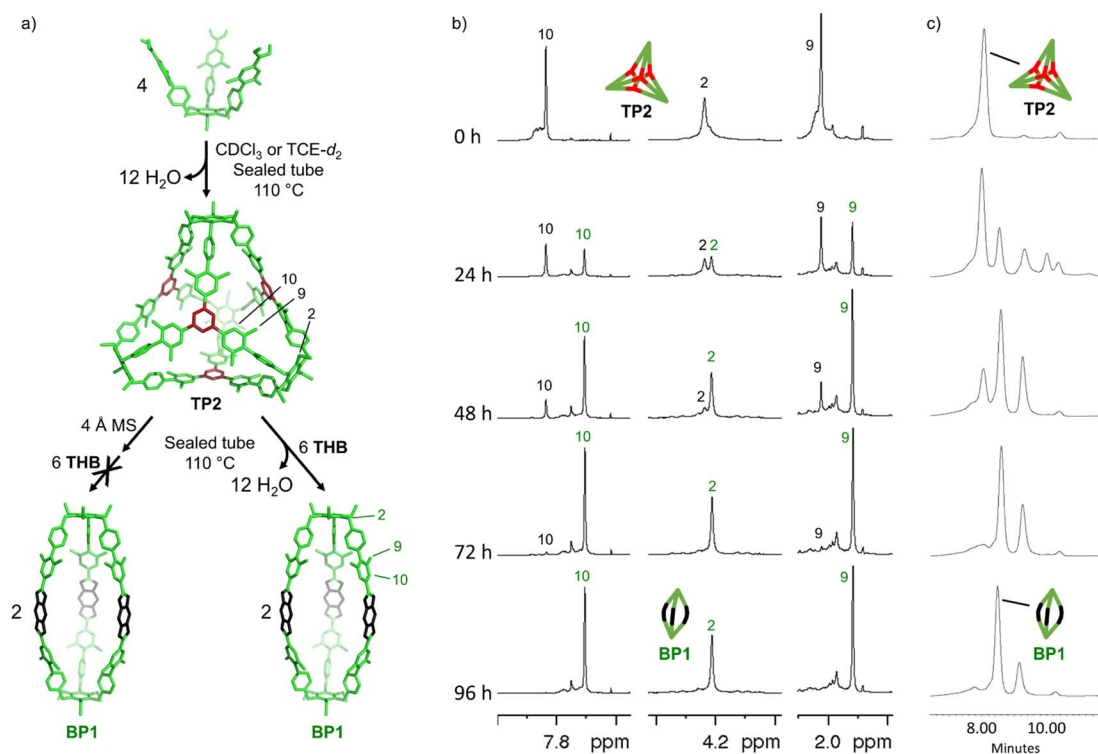 a)
4
CDCl₃ or TCE-d₂
Sealed tube
12 H₂O
110 °C
10
9
2
TP2
4 Å MS
6 THB
Sealed tube
110 °C
6 THB
12 H₂O
2
9
10
2
2
BP1
BP1
b)
10
TP2
2
9
0 h
10
10
2 2
9
9
24 h
10
10
2
2
9
9
48 h
10
10
2
9
9
72 h
10
BP1
2
9
96 h
7.8 ppm
4.2 ppm
2.0 ppm
c)
TP2
BP1
8.00 10.00
Minutes